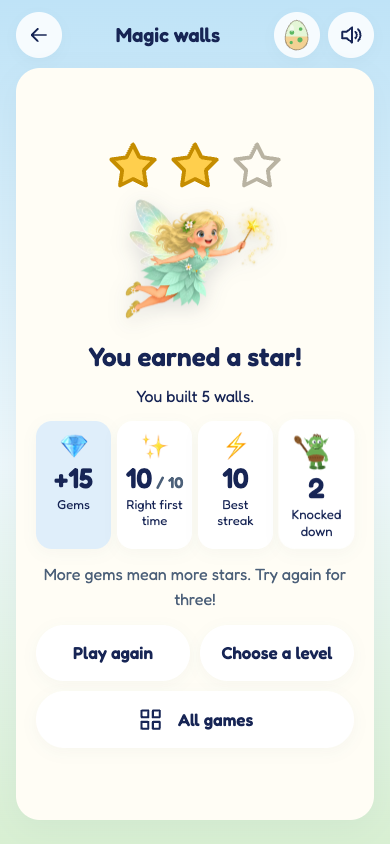 Magic walls
You earned a star!
You built 5 walls.
+15
Gems
10 / 10
Right first
time
10
Best
streak
2
Knocked
down
More gems mean more stars. Try again for
three!
Play again
Choose a level
All games